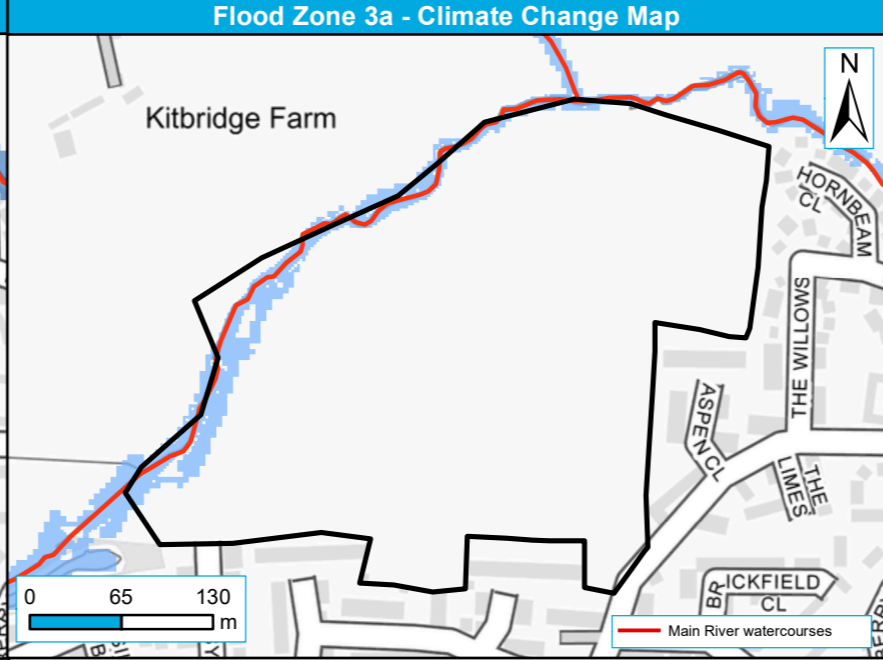 Flood Zone 3a - Climate Change Map
N
Kitbridge Farm
HORNBEAM
CL
THE WILLOWS
ASPEN CL
THE
LIMES
BRICKFIELD
CL
0 65 130
m
Main River watercourses